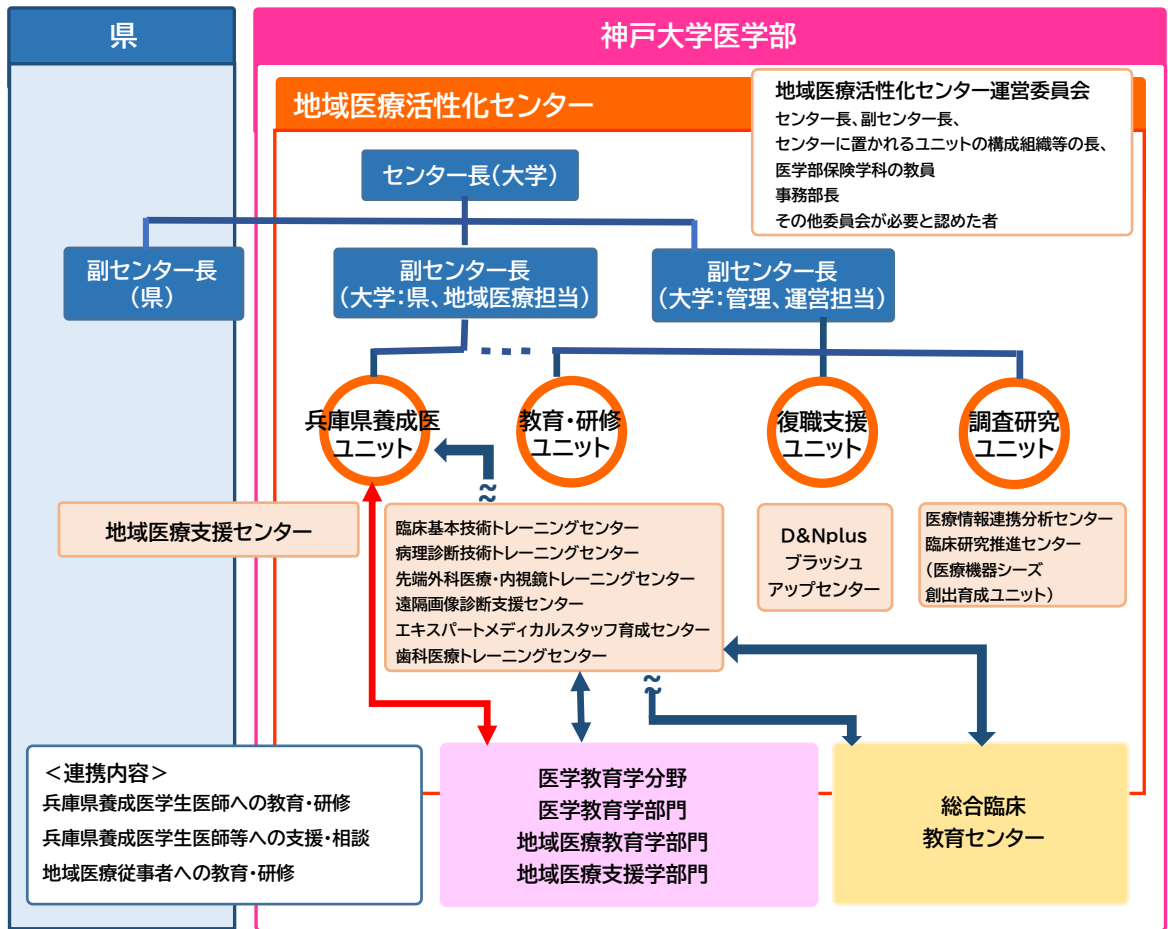 県
神戸大学医学部
地域医療活性化センター
地域医療活性化センター運営委員会
センター長、副センター長、
センターに置かれるユニットの構成組織等の長、
医学部保険学科の教員
事務部長
その他委員会が必要と認めた者
センター長(大学)
副センター長
(県)
副センター長
(大学:県、地域医療担当)
副センター長
(大学:管理、運営担当)
兵庫県養成医
ユニット
教育・研修
ユニット
復職支援
ユニット
調査研究
ユニット
地域医療支援センター
臨床基本技術トレーニングセンター
病理診断技術トレーニングセンター
先端外科医療・内視鏡トレーニングセンター
遠隔画像診断支援センター
エキスパートメディカルスタッフ育成センター
歯科医療トレーニングセンター
D&Nplus
ブラッシュ
アップセンター
医療情報連携分析センター
臨床研究推進センター
(医療機器シーズ
創出育成ユニット)
<連携内容>
兵庫県養成医学生医師への教育・研修
兵庫県養成医学生医師等への支援・相談
地域医療従事者への教育・研修
医学教育学分野
医学教育学部門
地域医療教育学部門
地域医療支援学部門
総合臨床
教育センター